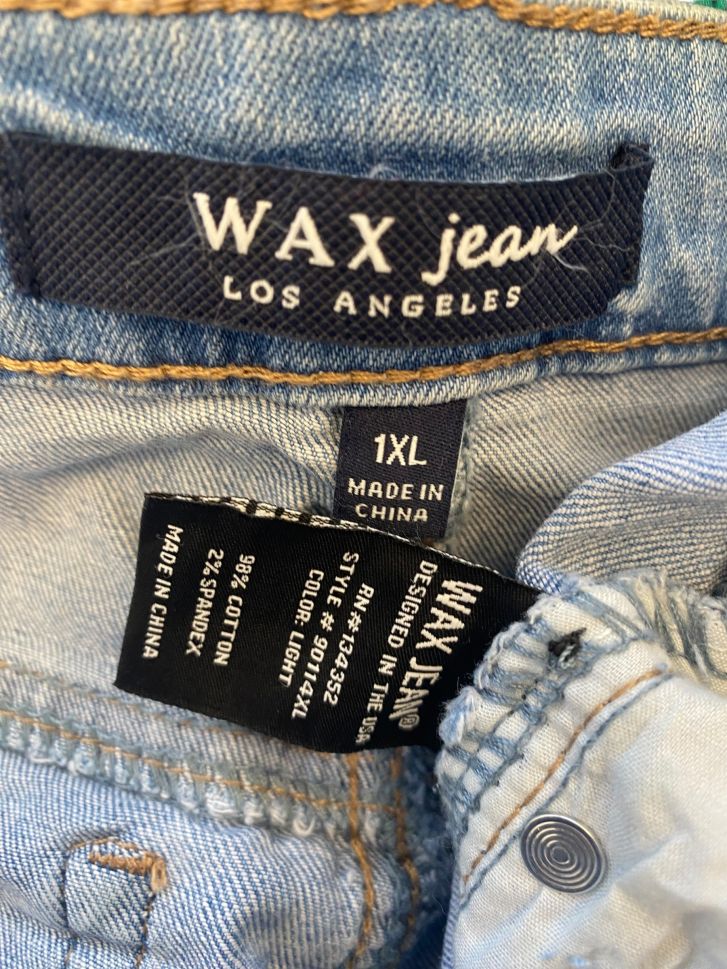 WAX jean
LOS ANGELES
1XL
MADE IN
CHINA
WAX JEAN®
DESIGNED IN THE USA
RN#134352
STYLE # 90114XL
COLOR: LIGHT
98% COTTON
2% SPANDEX
MADE IN CHINA